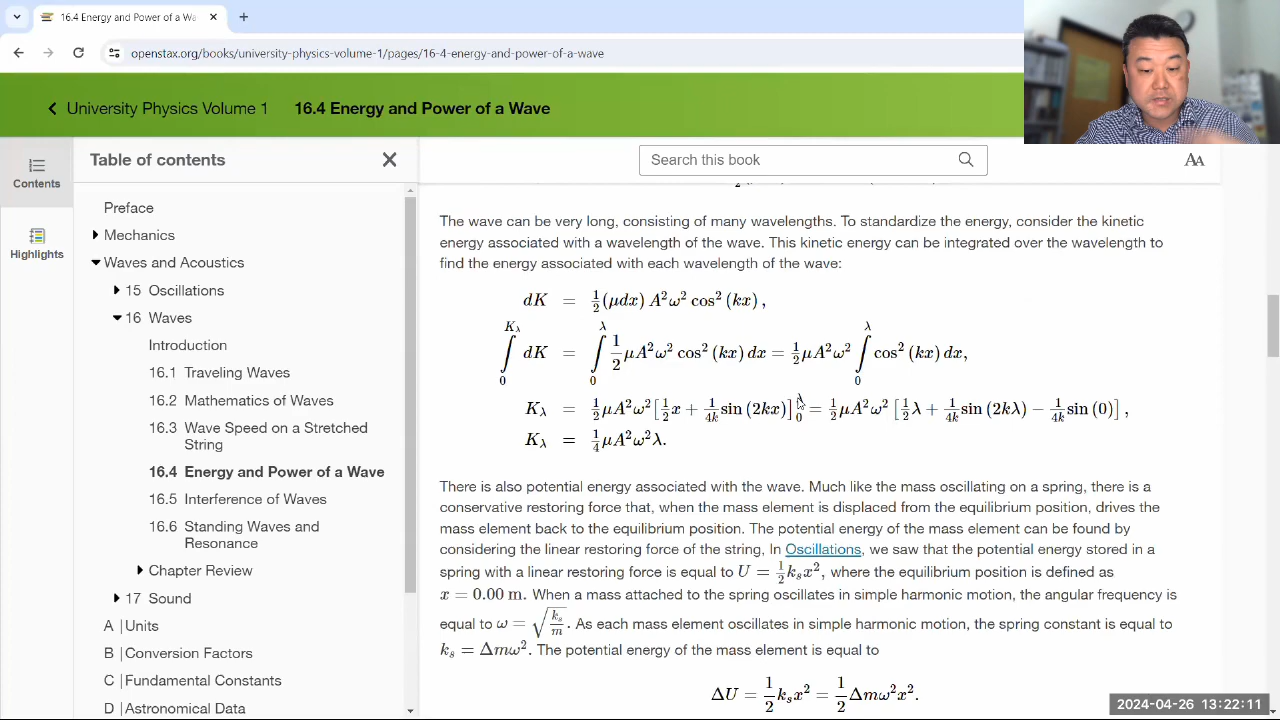 16.4 Energy and Power of a Wave
openstax.org/books/university-physics-volume-1/pages/16-4-energy-and-power-of-a-wave
University Physics Volume 1
16.4 Energy and Power of a Wave
Contents
Highlights
Table of contents
Preface
Mechanics
Waves and Acoustics
15 Oscillations
16 Waves
Introduction
16.1 Traveling Waves
16.2 Mathematics of Waves
16.3 Wave Speed on a Stretched
String
16.4 Energy and Power of a Wave
16.5 Interference of Waves
16.6 Standing Waves and
Resonance
Chapter Review
17 Sound
A | Units
B | Conversion Factors
C | Fundamental Constants
D | Astronomical Data
Search this book
AA
The wave can be very long, consisting of many wavelengths. To standardize the energy, consider the kinetic
energy associated with a wavelength of the wave. This kinetic energy can be integrated over the wavelength to
find the energy associated with each wavelength of the wave:
dK = ½(μdx) A²ω² cos² (kx),
∫₀^{K_λ} dK = ∫₀^λ ½μA²ω² cos² (kx) dx = ½μA²ω² ∫₀^λ cos² (kx) dx,
K_λ = ½μA²ω² [½x + 1/4k sin (2kx)]₀^λ = ½μA²ω² [½λ + 1/4k sin (2kλ) − 1/4k sin (0)],
K_λ = ¼μA²ω²λ.
There is also potential energy associated with the wave. Much like the mass oscillating on a spring, there is a
conservative restoring force that, when the mass element is displaced from the equilibrium position, drives the
mass element back to the equilibrium position. The potential energy of the mass element can be found by
considering the linear restoring force of the string, In Oscillations, we saw that the potential energy stored in a
spring with a linear restoring force is equal to U = ½k_s x², where the equilibrium position is defined as
x = 0.00 m. When a mass attached to the spring oscillates in simple harmonic motion, the angular frequency is
equal to ω = √(k_s/m). As each mass element oscillates in simple harmonic motion, the spring constant is equal to
k_s = Δmω². The potential energy of the mass element is equal to
ΔU = ½k_s x² = ½Δmω²x².
2024-04-26 13:22:11